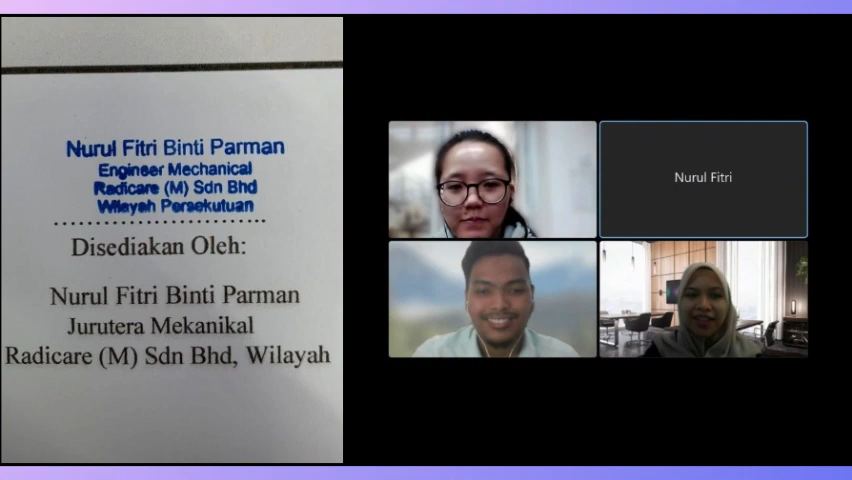 Nurul Fitri Binti Parman
Engineer Mechanical
Radicare (M) Sdn Bhd
Wilayah Persekutuan
Disediakan Oleh:
Nurul Fitri Binti Parman
Jurutera Mekanikal
Radicare (M) Sdn Bhd, Wilayah
Nurul Fitri